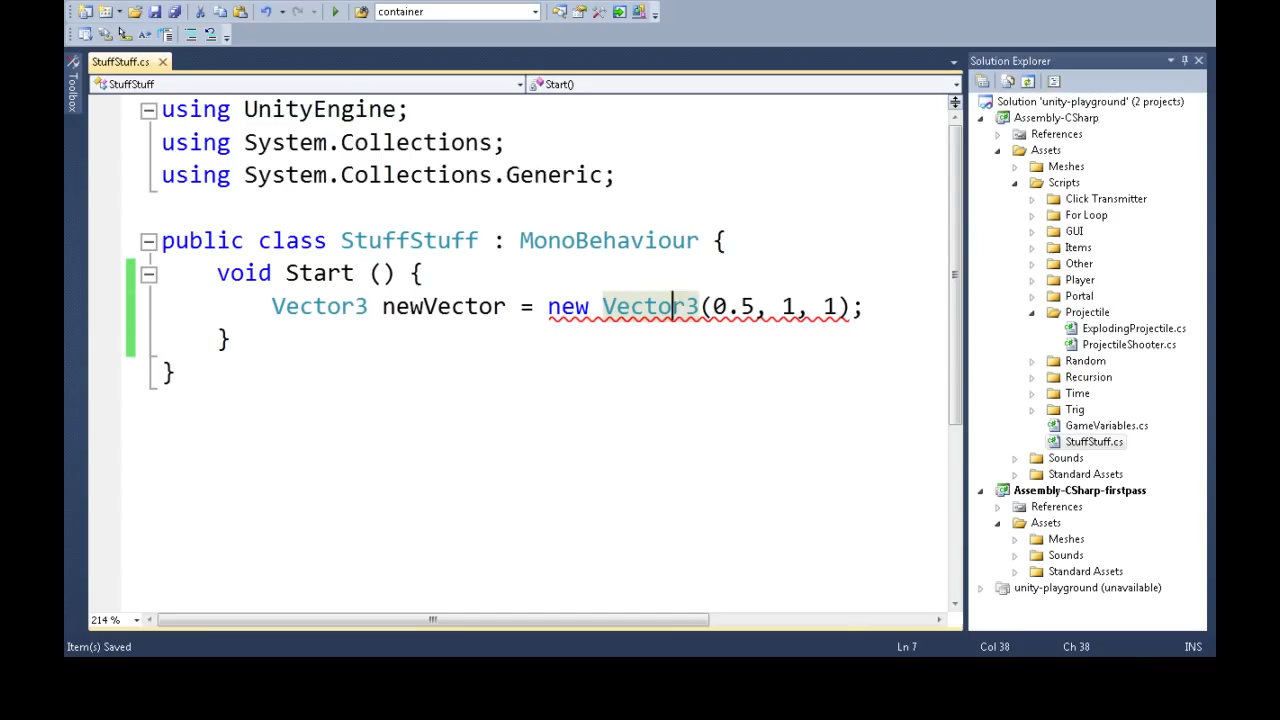 container
StuffStuff.cs
Solution Explorer
Toolbox
StuffStuff
Start()
using UnityEngine;
using System.Collections;
using System.Collections.Generic;
public class StuffStuff : MonoBehaviour {
void Start () {
Vector3 newVector = new Vector3(0.5, 1, 1);
}
}
Solution 'unity-playground' (2 projects)
Assembly-CSharp
References
Assets
Meshes
Scripts
Click Transmitter
For Loop
GUI
Items
Other
Player
Portal
Projectile
ExplodingProjectile.cs
ProjectileShooter.cs
Random
Recursion
Time
Trig
GameVariables.cs
StuffStuff.cs
Sounds
Standard Assets
Assembly-CSharp-firstpass
References
Assets
Meshes
Sounds
Standard Assets
unity-playground (unavailable)
214 %
Item(s) Saved
Ln 7
Col 38
Ch 38
INS